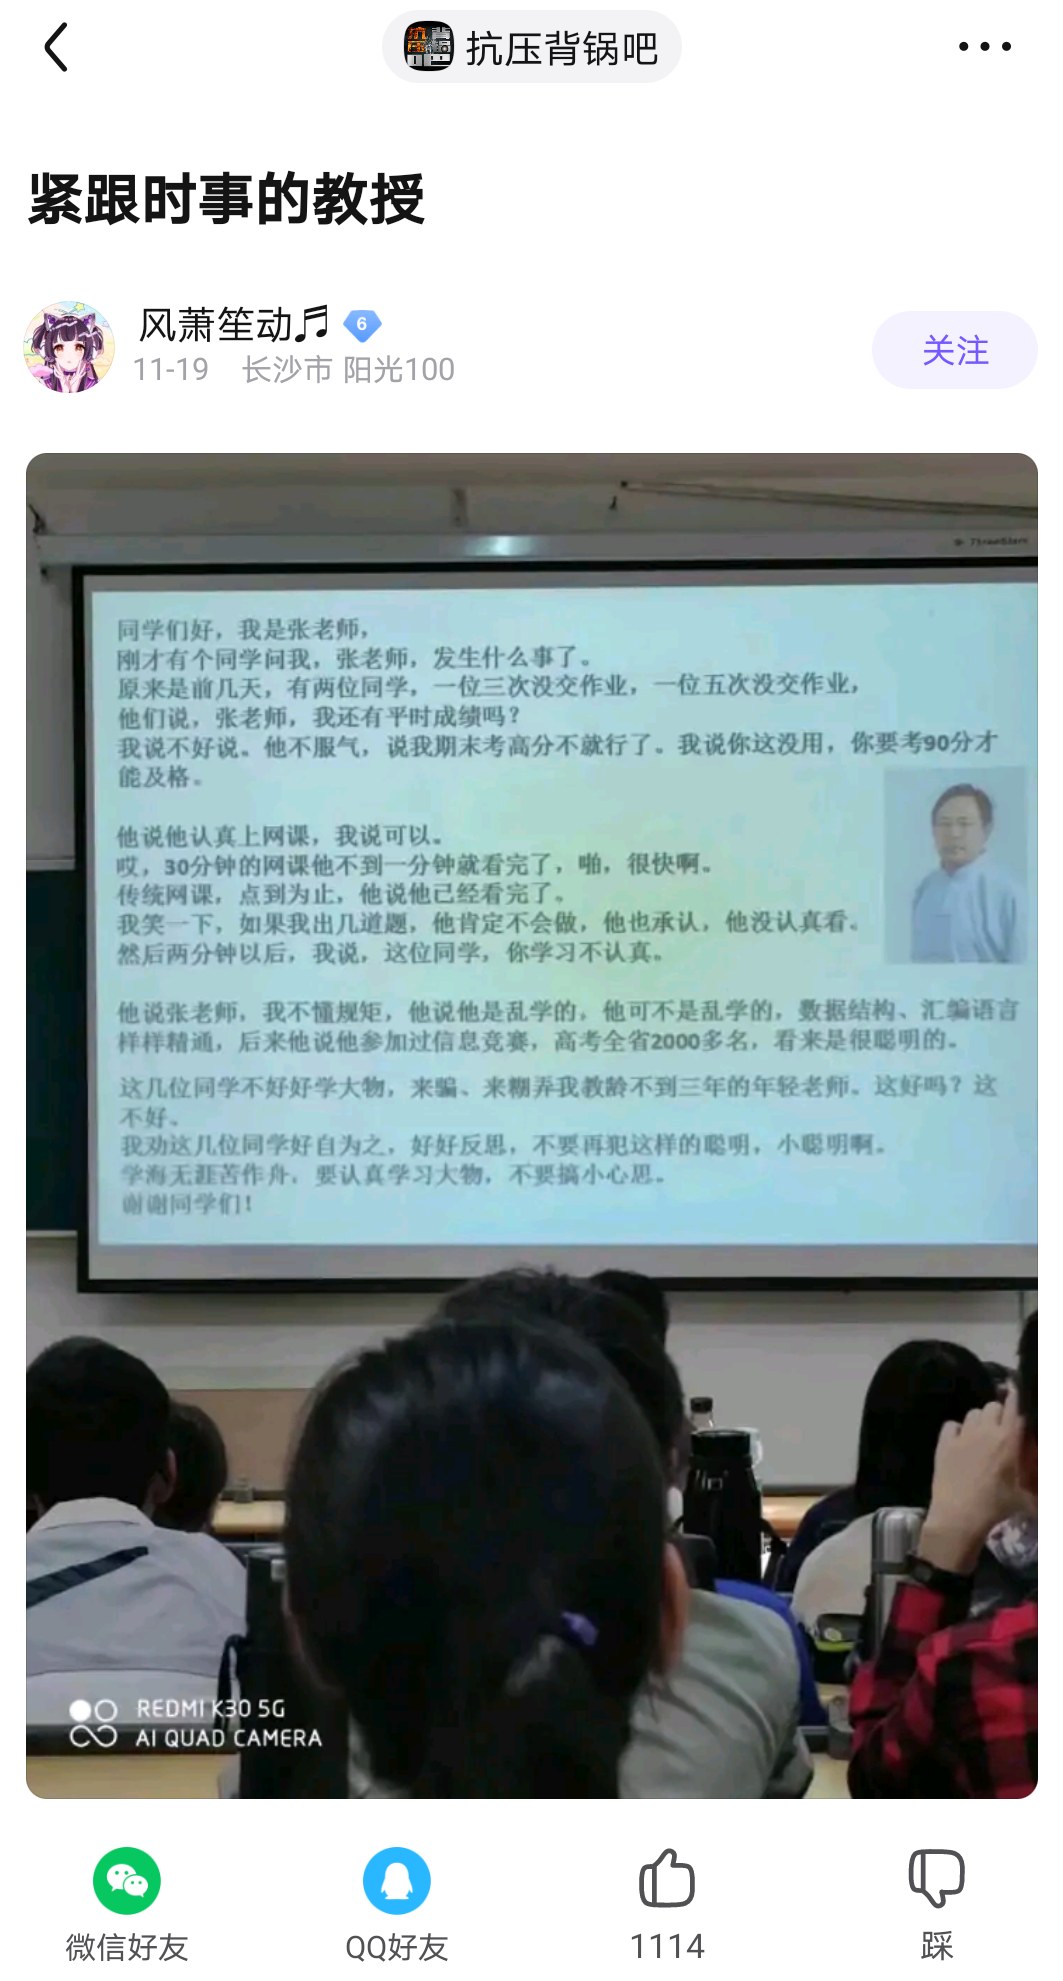 抗压背锅吧
紧跟时事的教授
风萧笙动
6
11-19 长沙市 阳光100
关注
同学们好，我是张老师，
刚才有个同学问我，张老师，发生什么事了。
原来是前几天，有两位同学，一位三次没交作业，一位五次没交作业，
他们说，张老师，我还有平时成绩吗？
我说不好说。他不服气，说我期末考高分不就行了。我说你这没用，你要考90分才
能及格。
他说他认真上网课，我说可以。
哎，30分钟的网课他不到一分钟就看完了，啪，很快啊。
传统网课，点到为止，他说他已经看完了。
我笑一下，如果我出几道题，他肯定不会做，他也承认，他没认真看。
然后两分钟以后，我说，这位同学，你学习不认真。
他说张老师，我不懂规矩，他说他是乱学的，他可不是乱学的，数据结构、汇编语言
样样精通，后来他说他参加过信息竞赛，高考全省2000多名，看来是很聪明的。
这几位同学不好好学大物，来骗、来糊弄我教龄不到三年的年轻老师。这好吗？这
不好。
我劝这几位同学好自为之，好好反思，不要再犯这样的聪明，小聪明啊。
学海无涯苦作舟，要认真学习大物，不要搞小心思。
谢谢同学们！
REDMI K30 5G
AI QUAD CAMERA
微信好友
QQ好友
1114
踩